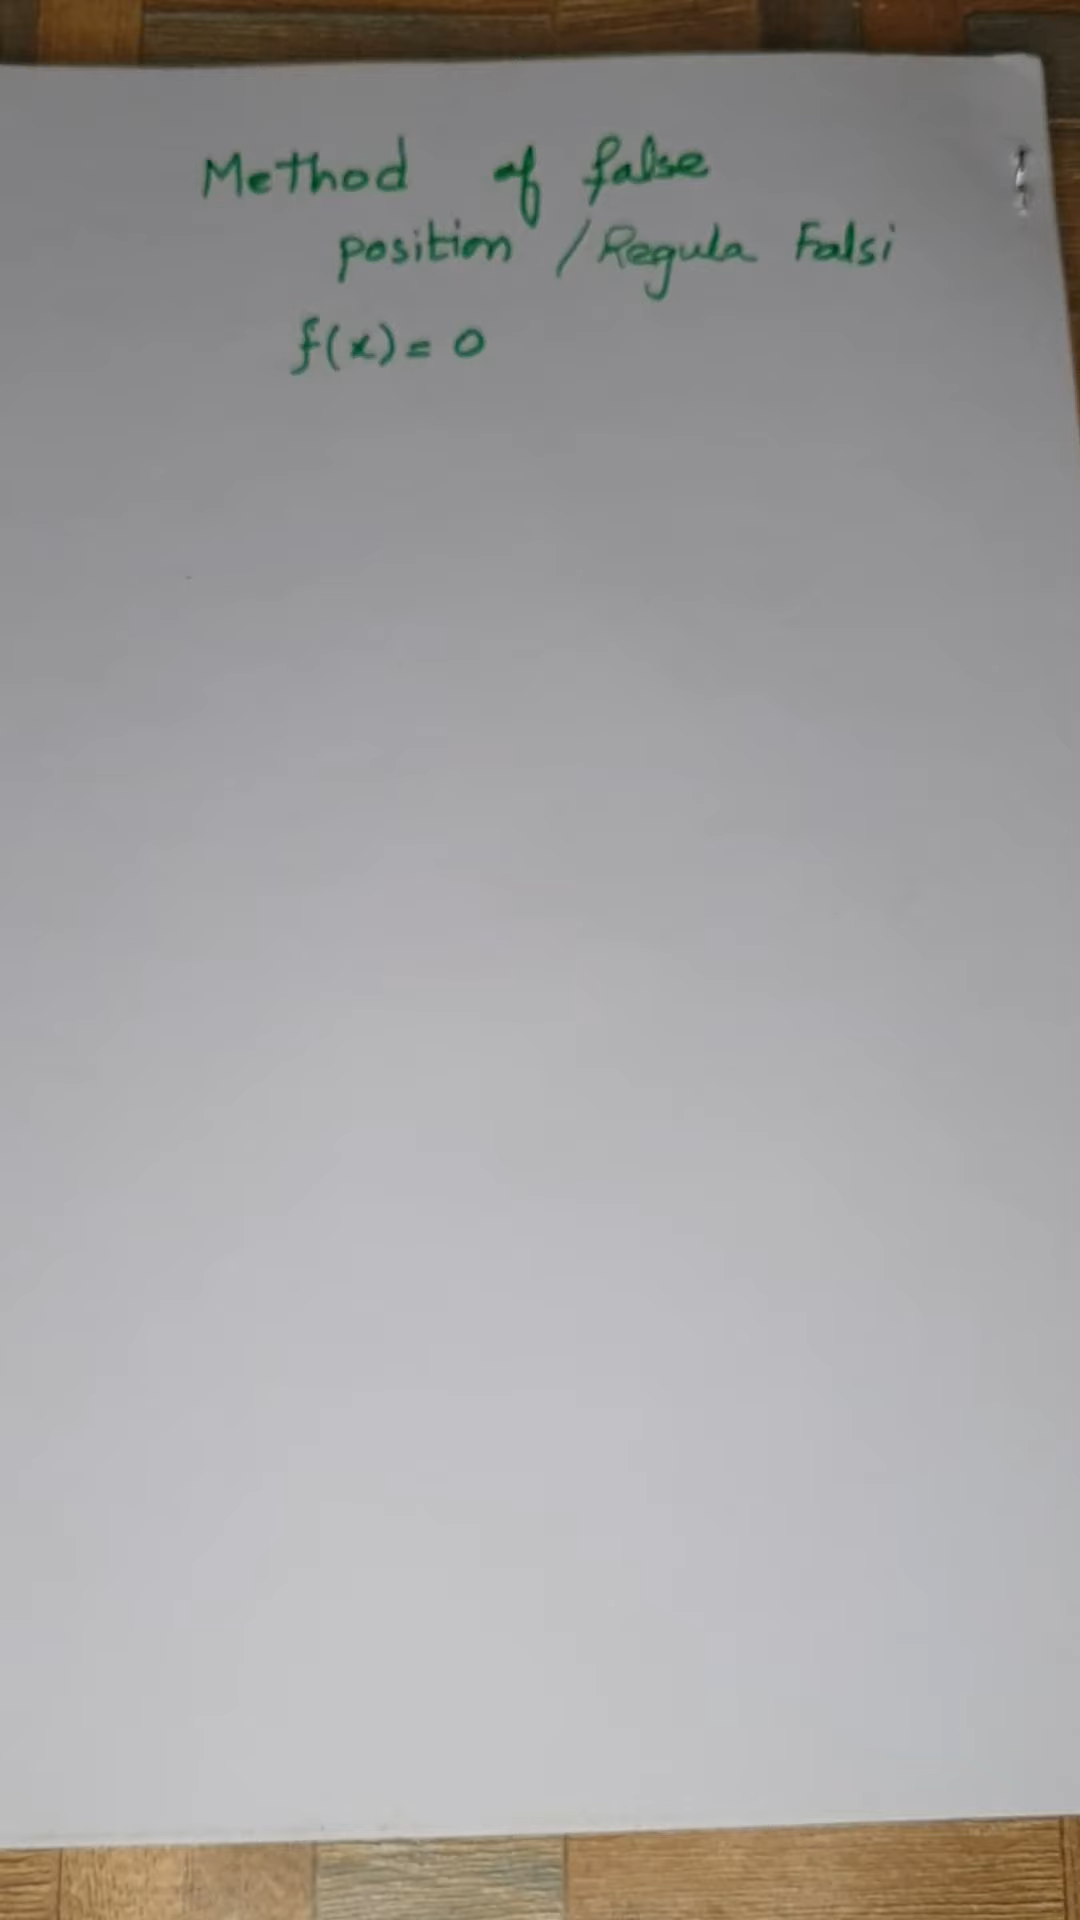 Method of false
position / Regula Falsi
f(x) = 0